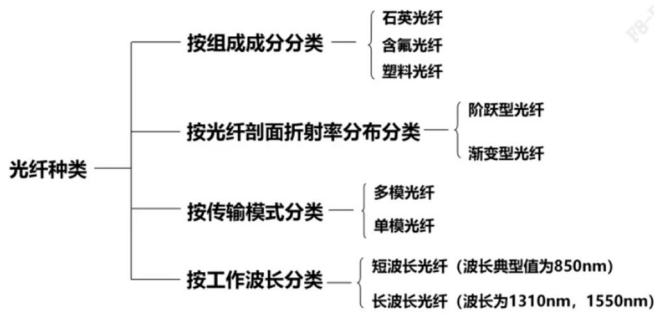 光纤种类
按组成成分分类
石英光纤
含氟光纤
塑料光纤
按光纤剖面折射率分布分类
阶跃型光纤
渐变型光纤
按传输模式分类
多模光纤
单模光纤
按工作波长分类
短波长光纤（波长典型值为850nm）
长波长光纤（波长为1310nm，1550nm）